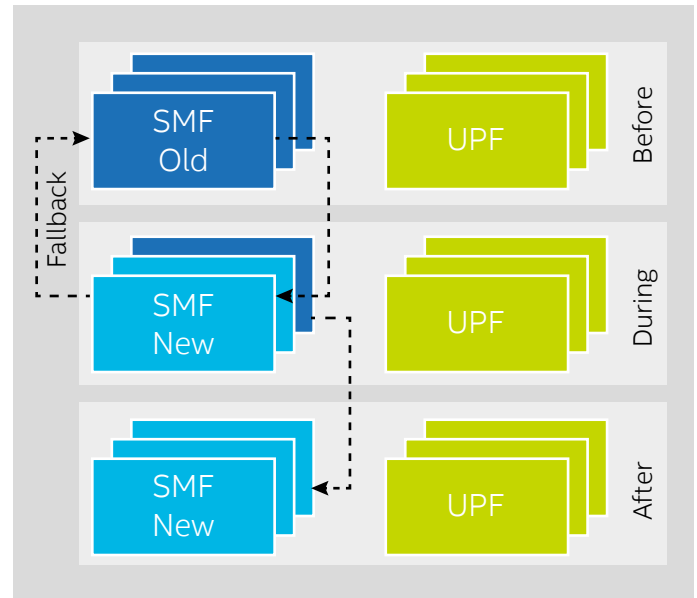 SMF
Old
UPF
Before
Fallback
SMF
New
UPF
During
SMF
New
UPF
After